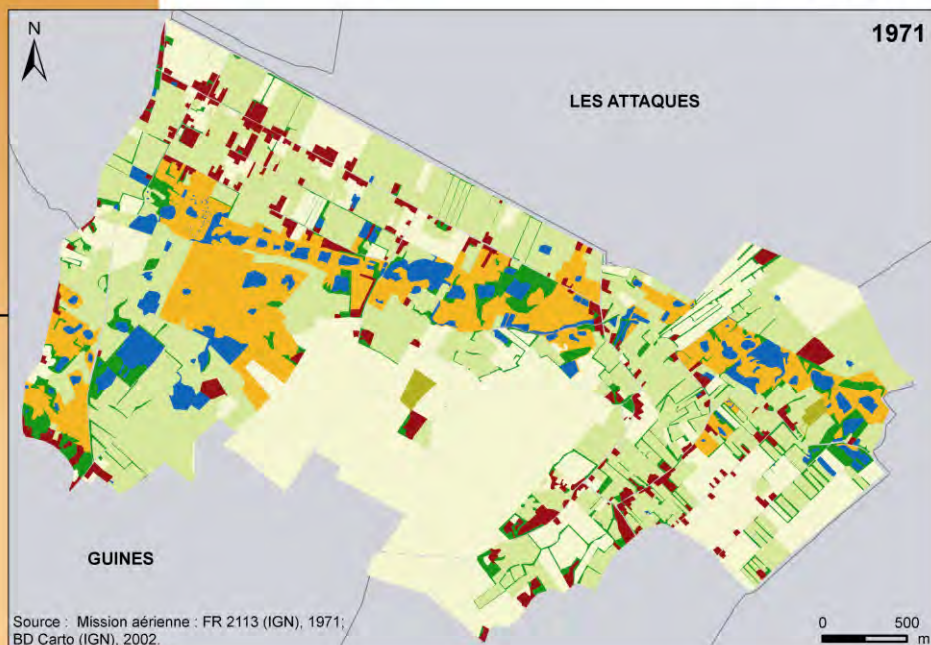 N
1971
LES ATTAQUES
GUINES
Source : Mission aérienne : FR 2113 (IGN), 1971;
BD Carto (IGN), 2002.
0 500
m